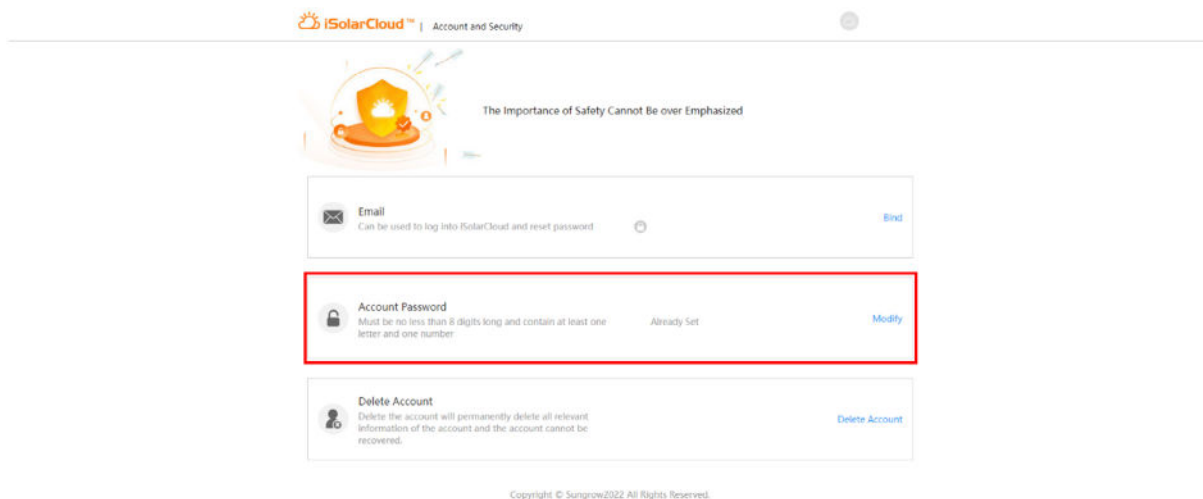 iSolarCloud™ | Account and Security
The Importance of Safety Cannot Be over Emphasized
Email
Can be used to log into iSolarCloud and reset password
Bind
Account Password
Must be no less than 8 digits long and contain at least one
letter and one number
Already Set
Modify
Delete Account
Delete the account will permanently delete all relevant
information of the account and the account cannot be
recovered.
Delete Account
Copyright © Sungrow2022 All Rights Reserved.